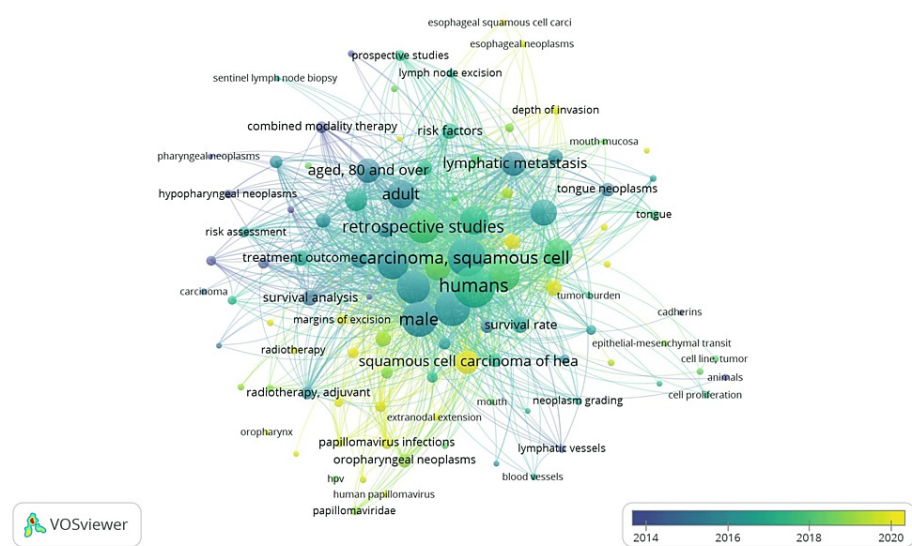 esophageal squamous cell carci
esophageal neoplasms
prospective studies
lymph node excision
sentinel lymph node biopsy
depth of invasion
combined modality therapy
risk factors
mouth mucosa
pharyngeal neoplasms
lymphatic metastasis
aged, 80 and over
tongue neoplasms
hypopharyngeal neoplasms
adult
tongue
retrospective studies
risk assessment
treatment outcome
carcinoma, squamous cell
humans
carcinoma
survival analysis
tumor burden
cadherins
margins of excision
male
survival rate
epithelial-mesenchymal transit
radiotherapy
squamous cell carcinoma of hea
cell line, tumor
animals
radiotherapy, adjuvant
cell proliferation
mouth
neoplasm grading
extranodal extension
oropharynx
papillomavirus infections
lymphatic vessels
oropharyngeal neoplasms
hpv
blood vessels
human papillomavirus
papillomaviridae
VOSviewer
2014 2016 2018 2020